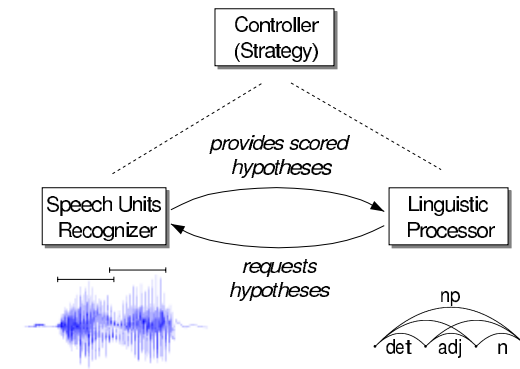 Controller
(Strategy)
provides scored
hypotheses
Speech Units
Recognizer
Linguistic
Processor
requests
hypotheses
np
det adj n